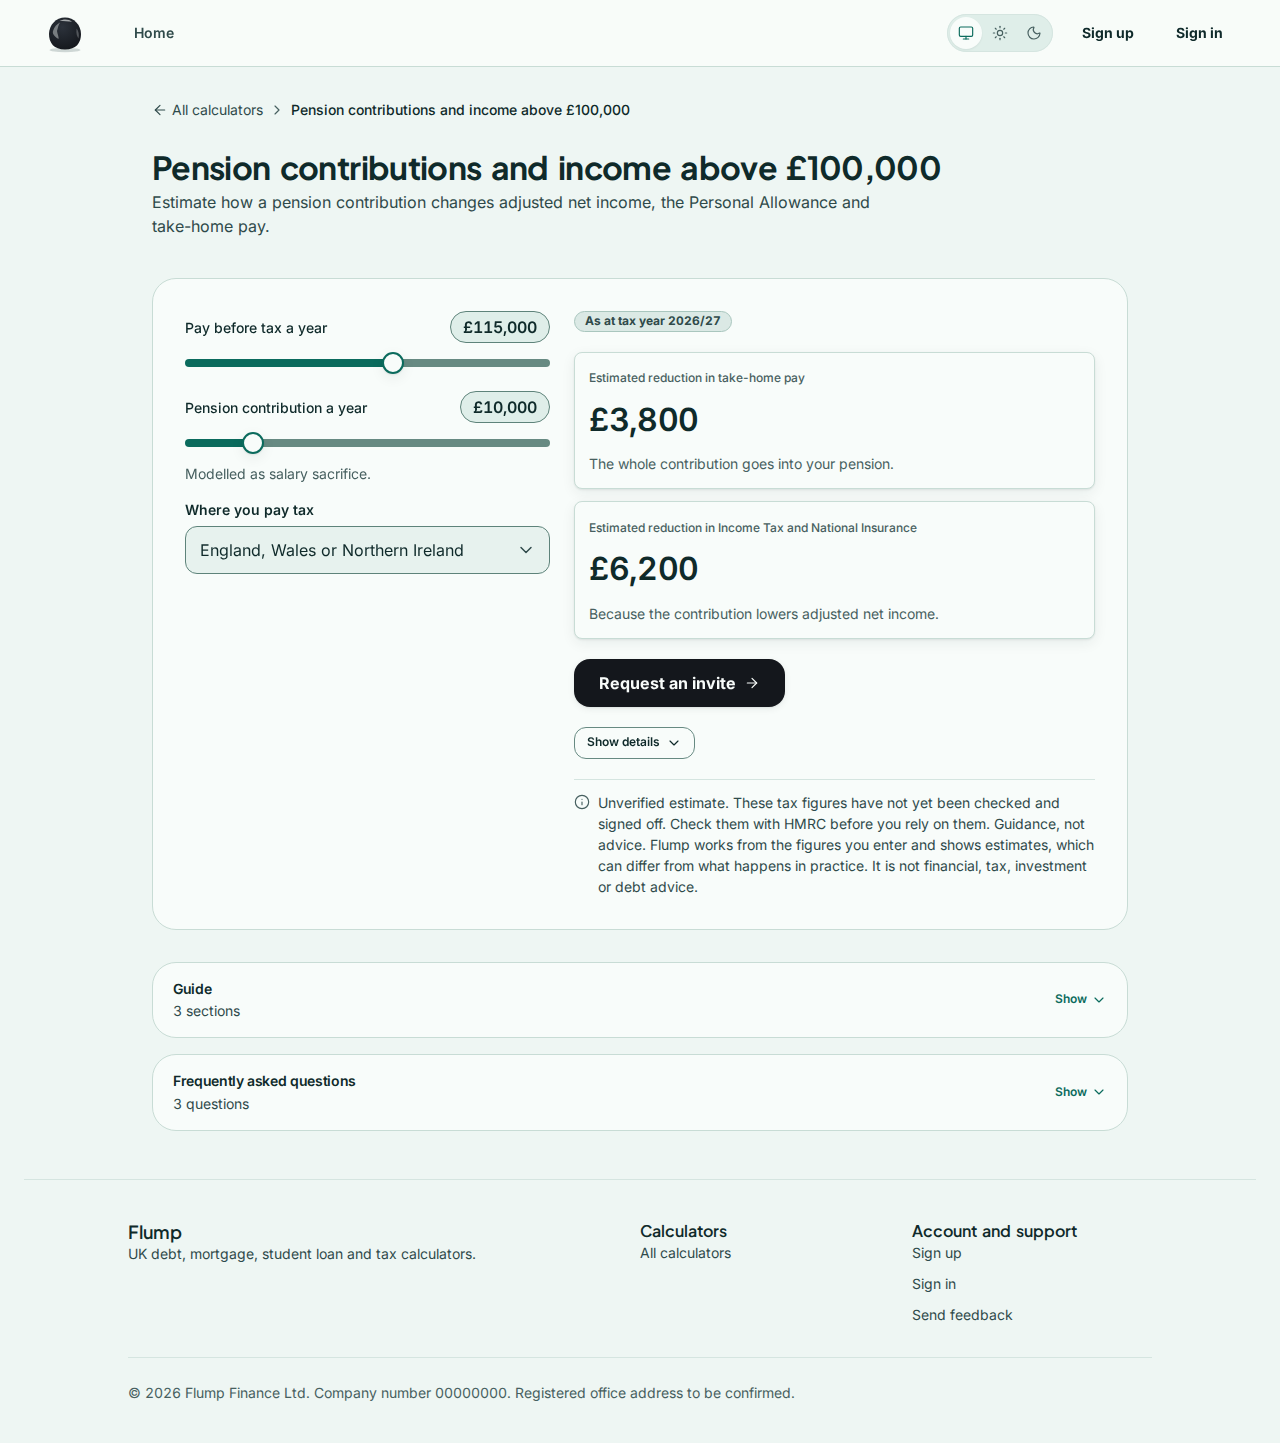 Home
Sign up
Sign in
All calculators
Pension contributions and income above £100,000
Pension contributions and income above £100,000
Estimate how a pension contribution changes adjusted net income, the Personal Allowance and
take-home pay.
Pay before tax a year
£115,000
Pension contribution a year
£10,000
Modelled as salary sacrifice.
Where you pay tax
England, Wales or Northern Ireland
As at tax year 2026/27
Estimated reduction in take-home pay
£3,800
The whole contribution goes into your pension.
Estimated reduction in Income Tax and National Insurance
£6,200
Because the contribution lowers adjusted net income.
Request an invite
Show details
Unverified estimate. These tax figures have not yet been checked and
signed off. Check them with HMRC before you rely on them. Guidance, not
advice. Flump works from the figures you enter and shows estimates, which
can differ from what happens in practice. It is not financial, tax, investment
or debt advice.
Guide
3 sections
Show
Frequently asked questions
3 questions
Show
Flump
UK debt, mortgage, student loan and tax calculators.
Calculators
All calculators
Account and support
Sign up
Sign in
Send feedback
© 2026 Flump Finance Ltd. Company number 00000000. Registered office address to be confirmed.